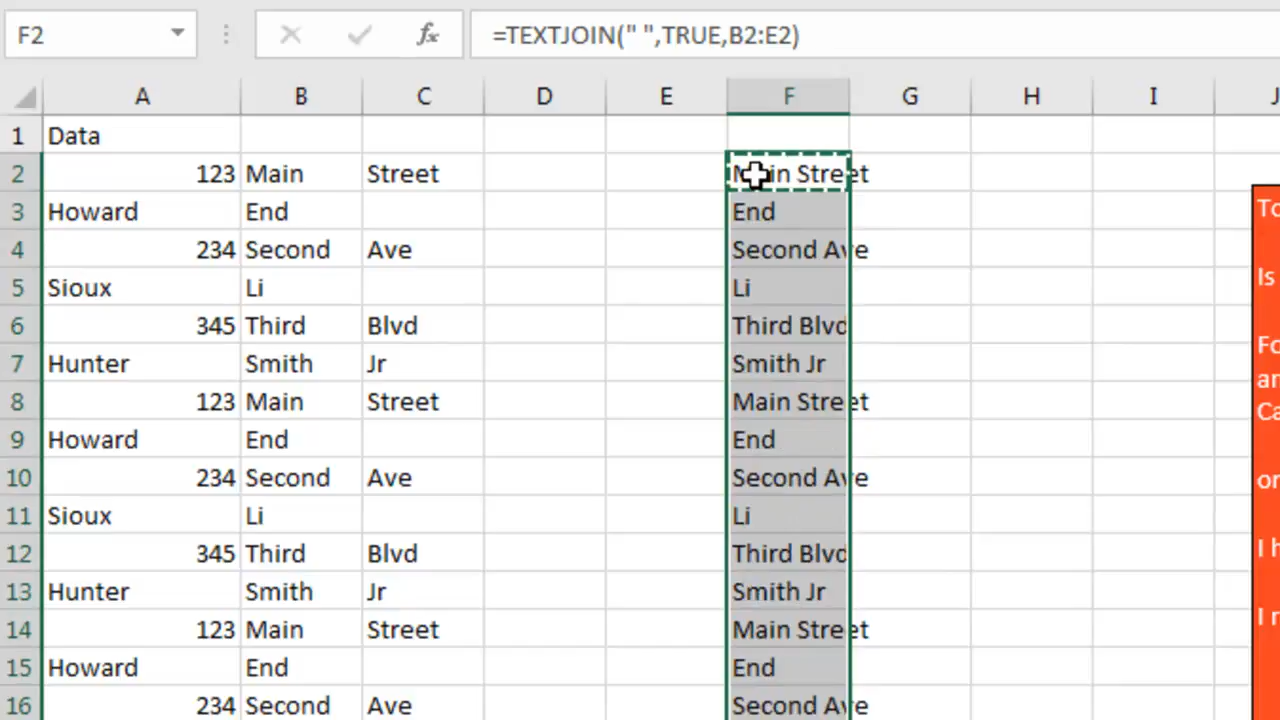 F2 fx =TEXTJOIN(" ",TRUE,B2:E2)
A B C D E F G H I
1 Data
2 123 Main Street Main Street
3 Howard End End
4 234 Second Ave Second Ave
5 Sioux Li Li
6 345 Third Blvd Third Blvd
7 Hunter Smith Jr Smith Jr
8 123 Main Street Main Street
9 Howard End End
10 234 Second Ave Second Ave
11 Sioux Li Li
12 345 Third Blvd Third Blvd
13 Hunter Smith Jr Smith Jr
14 123 Main Street Main Street
15 Howard End End
16 234 Second Ave Second Ave
Is
I
I